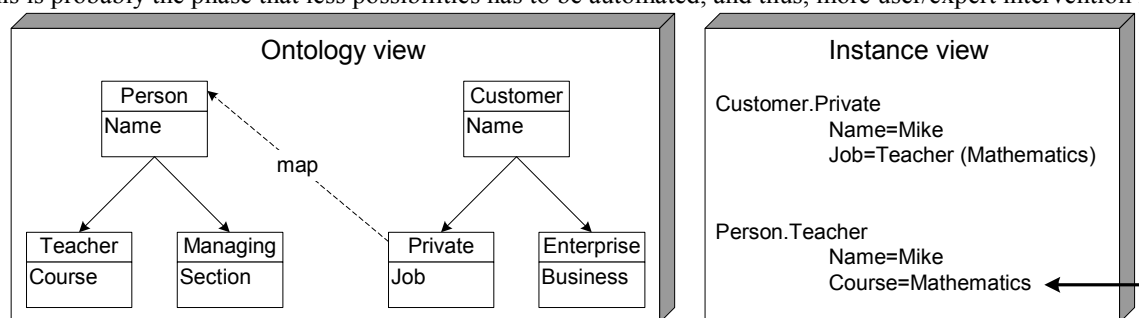 is is probably the phase that less possibilities has to be automated, and thus, more user/expert intervention
Ontology view
Person
Name
Customer
Name
map
Teacher
Course
Managing
Section
Private
Job
Enterprise
Business
Instance view
Customer.Private
Name=Mike
Job=Teacher (Mathematics)
Person.Teacher
Name=Mike
Course=Mathematics